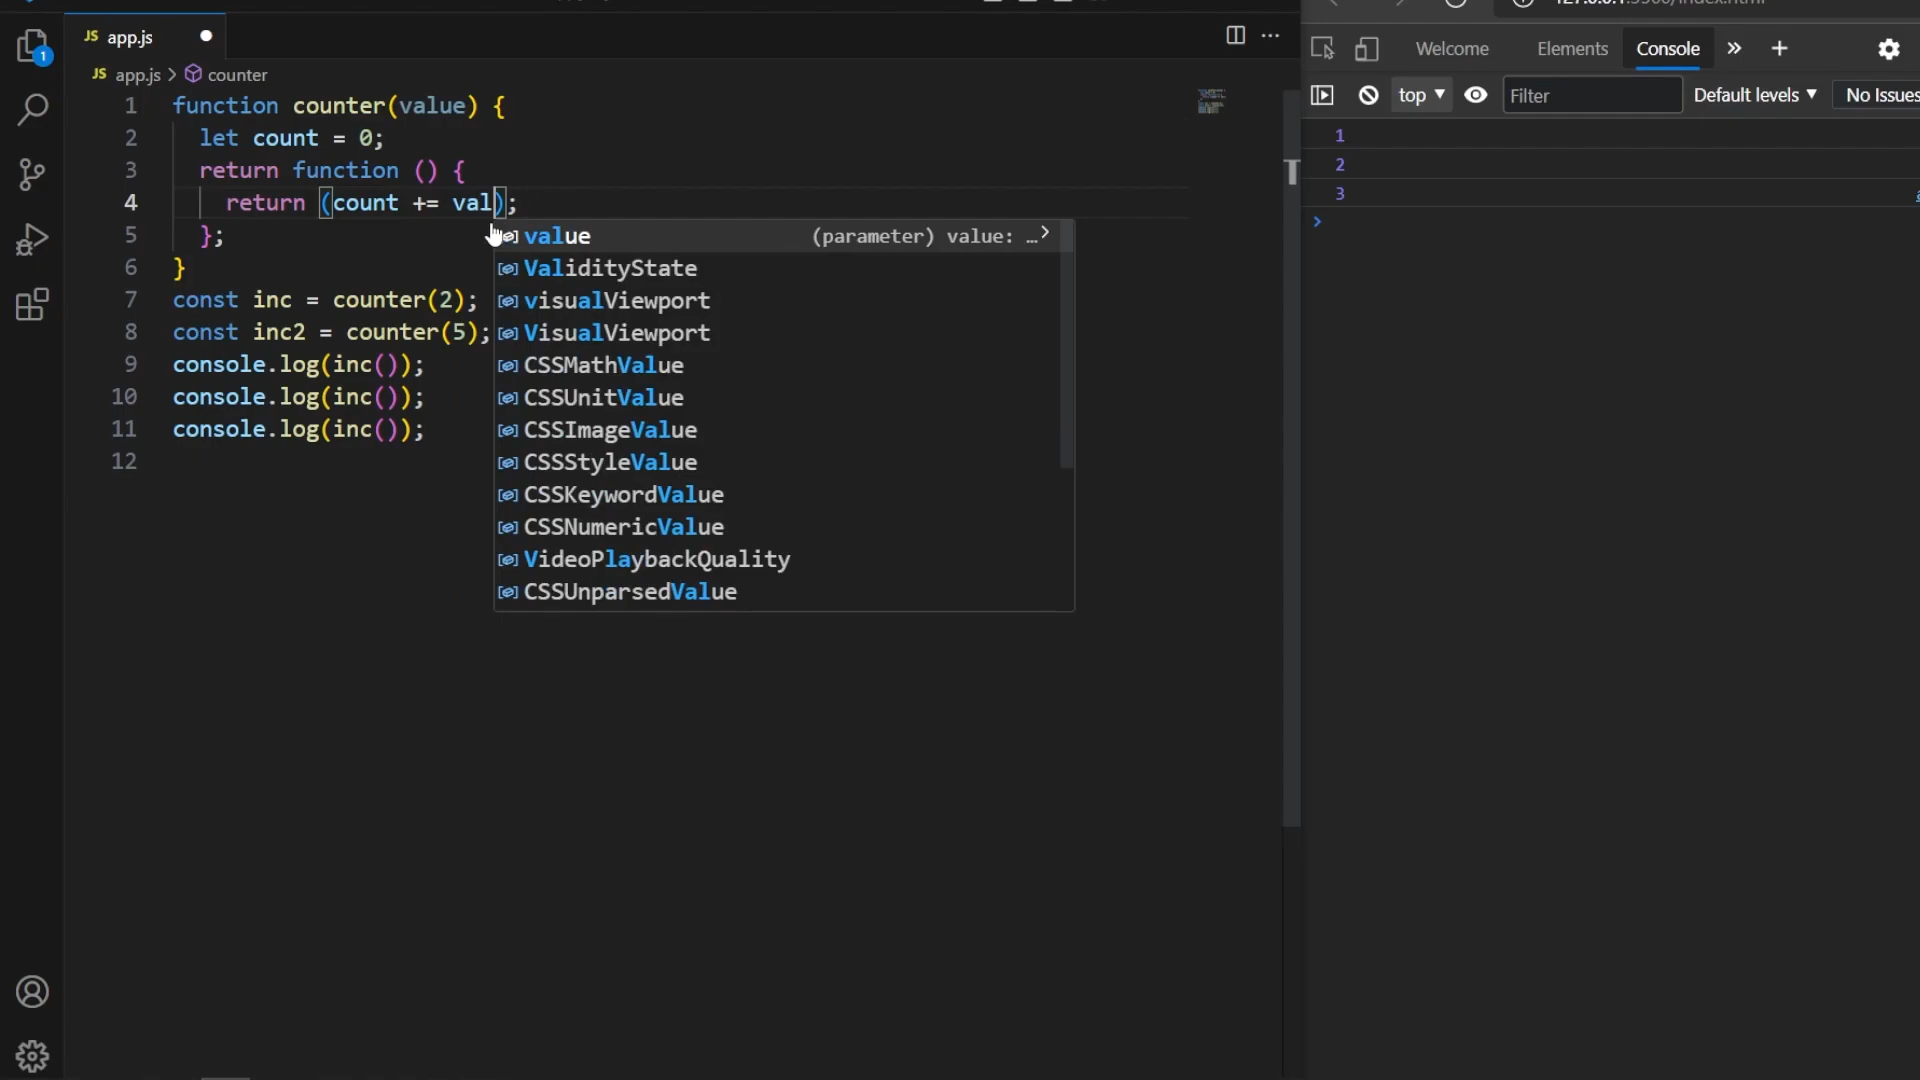 JS app.js
JS app.js > counter
1 function counter(value) {
2 let count = 0;
3 return function () {
4 return (count += val);
5 };
6 }
7 const inc = counter(2);
8 const inc2 = counter(5);
9 console.log(inc());
10 console.log(inc());
11 console.log(inc());
12
value (parameter) value: …>
ValidityState
visualViewport
VisualViewport
CSSMathValue
CSSUnitValue
CSSImageValue
CSSStyleValue
CSSKeywordValue
CSSNumericValue
VideoPlaybackQuality
CSSUnparsedValue
1
Welcome Elements Console
top Filter Default levels No Issues
1
2
3